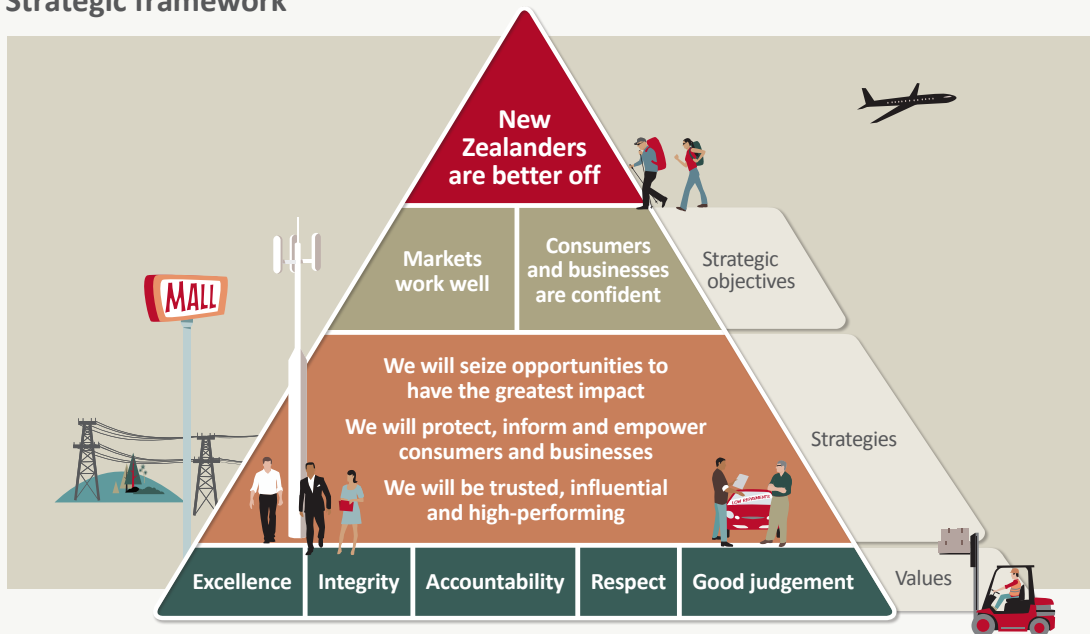 Strategic framework
New
Zealanders
are better off
Markets
work well
Consumers
and businesses
are confident
Strategic
objectives
MALL
We will seize opportunities to
have the greatest impact
We will protect, inform and empower
consumers and businesses
We will be trusted, influential
and high-performing
Strategies
LOW REPAYMENTS
Excellence
Integrity
Accountability
Respect
Good judgement
Values